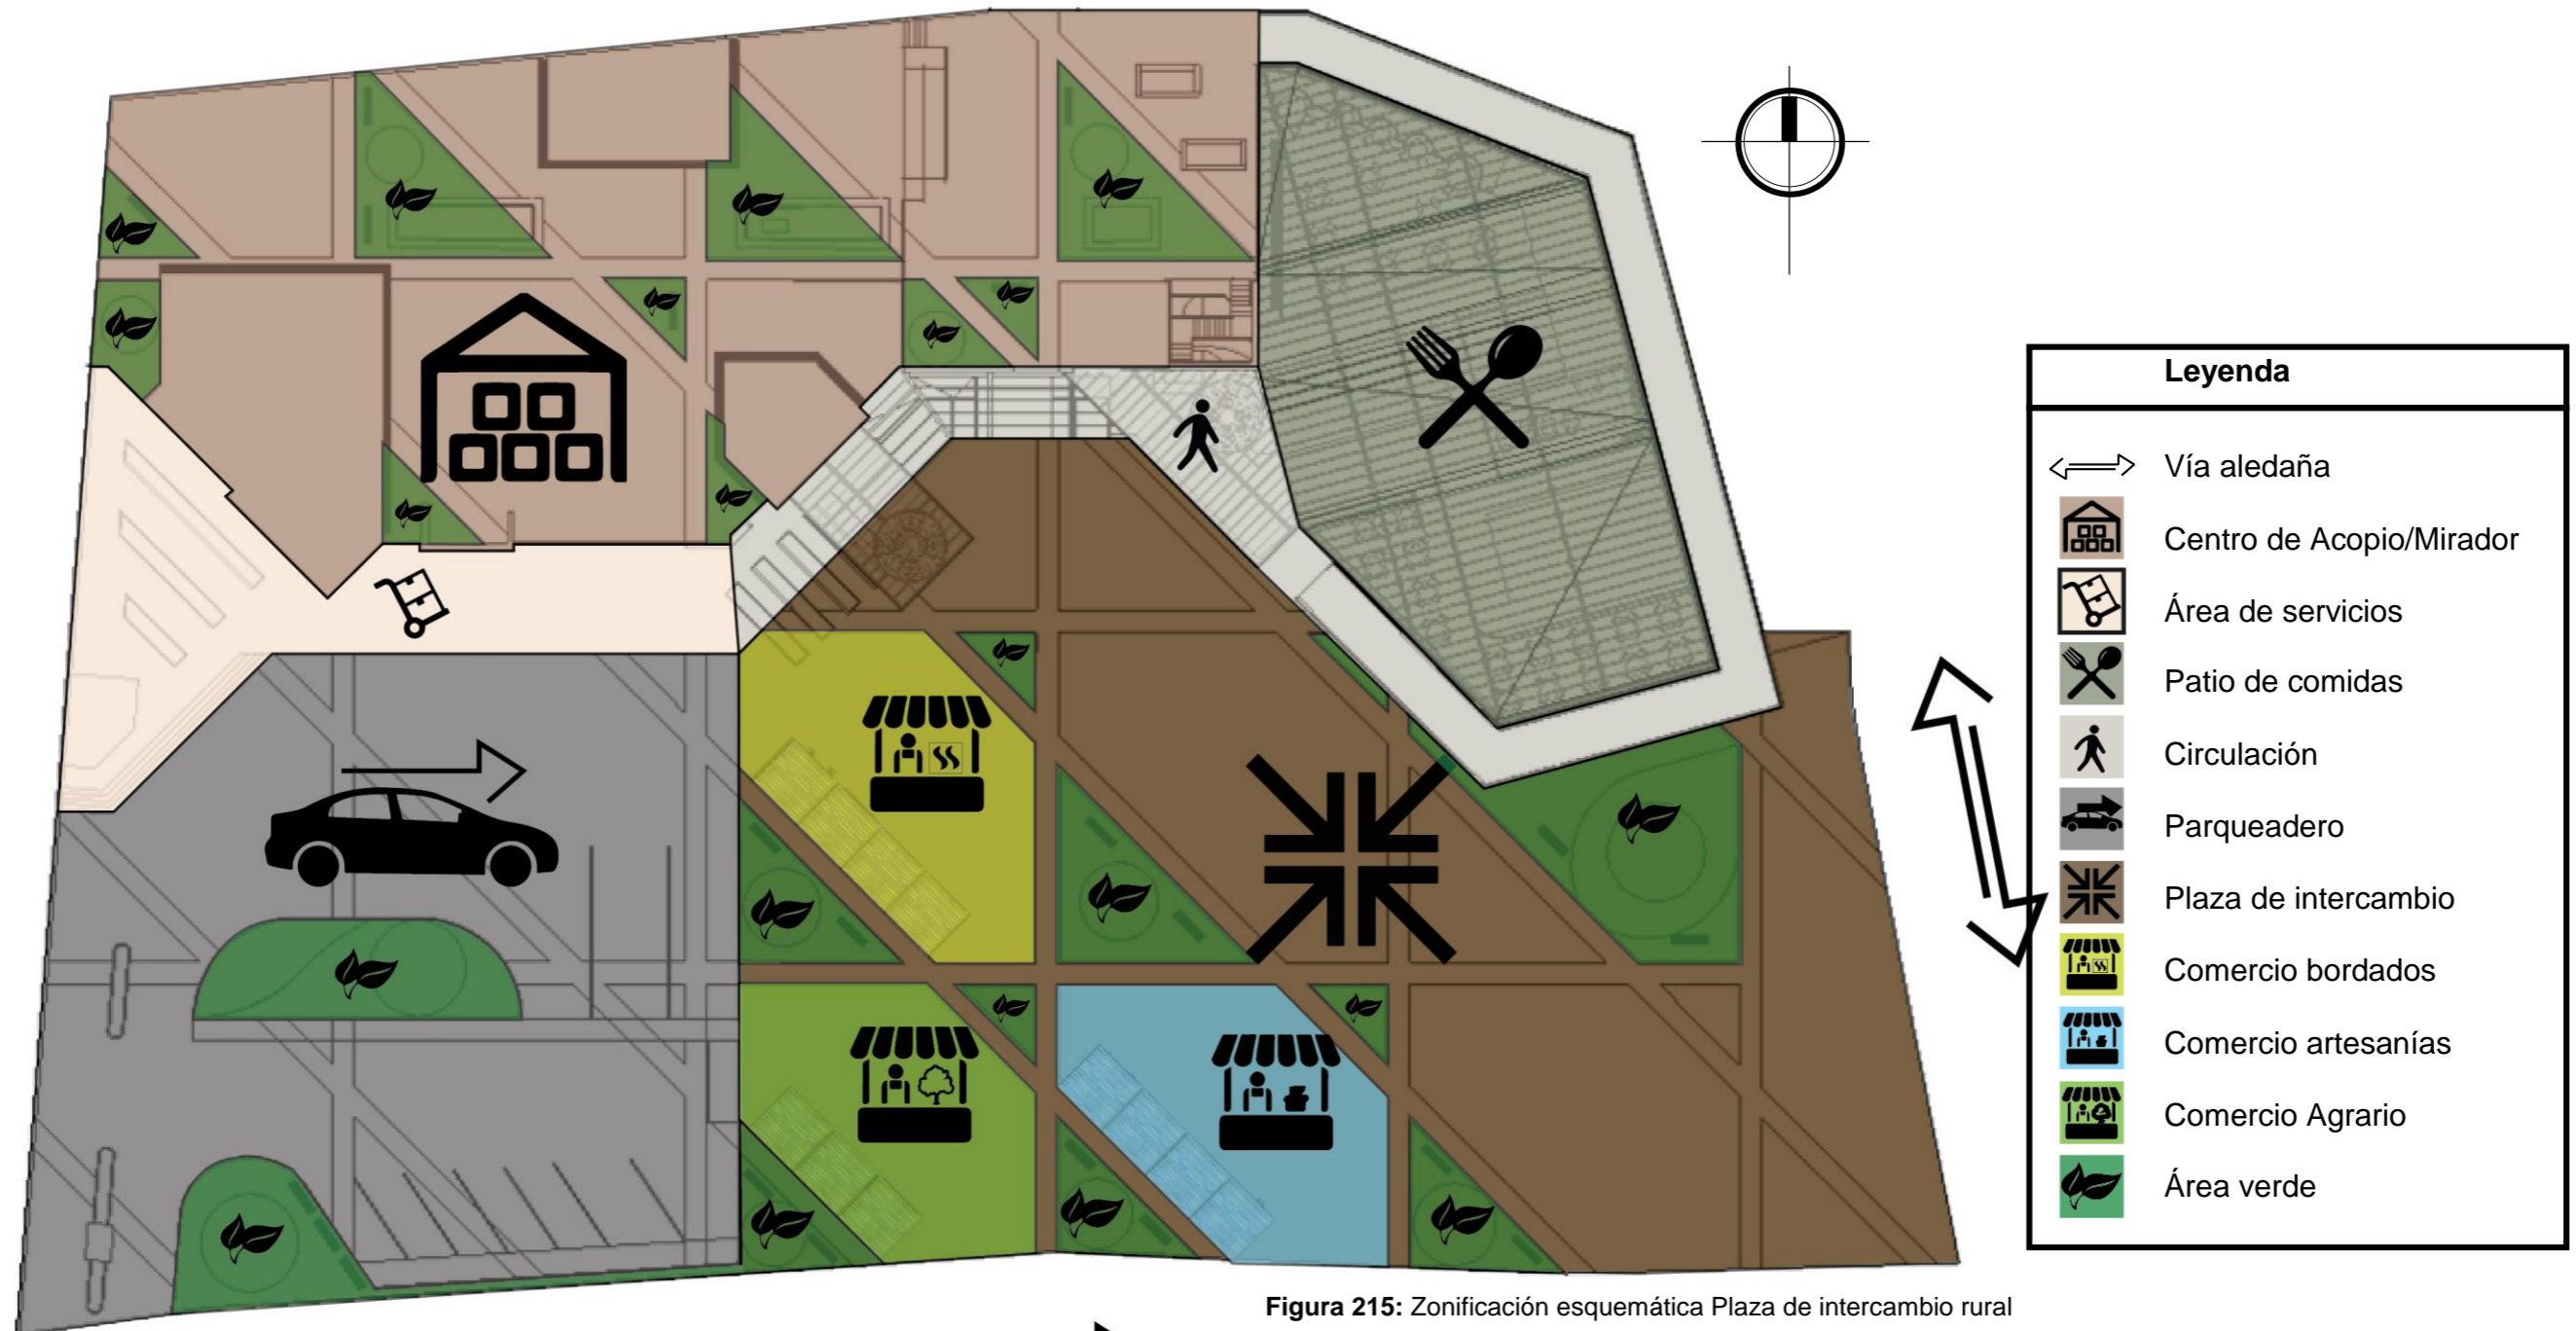 Leyenda
Vía aledaña
Centro de Acopio/Mirador
Área de servicios
Patio de comidas
Circulación
Parqueadero
Plaza de intercambio
Comercio bordados
Comercio artesanías
Comercio Agrario
Área verde
Figura 215: Zonificación esquemática Plaza de intercambio rural